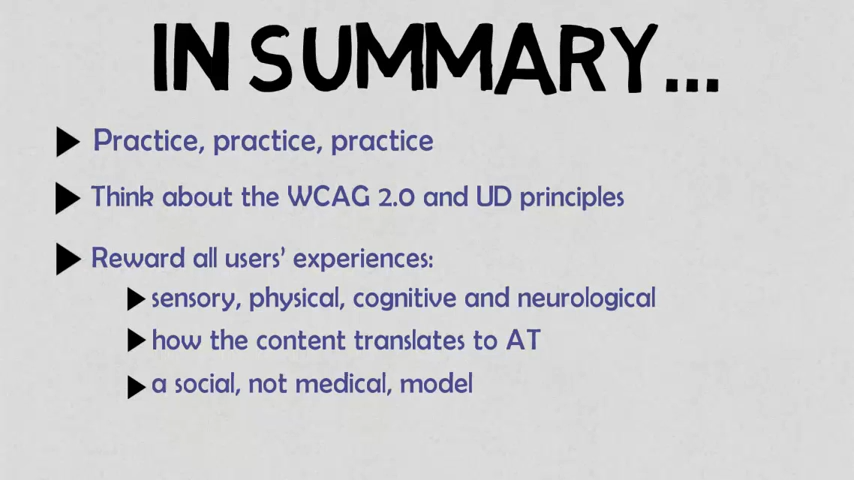 IN SUMMARY...
Practice, practice, practice
Think about the WCAG 2.0 and UD principles
Reward all users’ experiences:
sensory, physical, cognitive and neurological
how the content translates to AT
a social, not medical, model